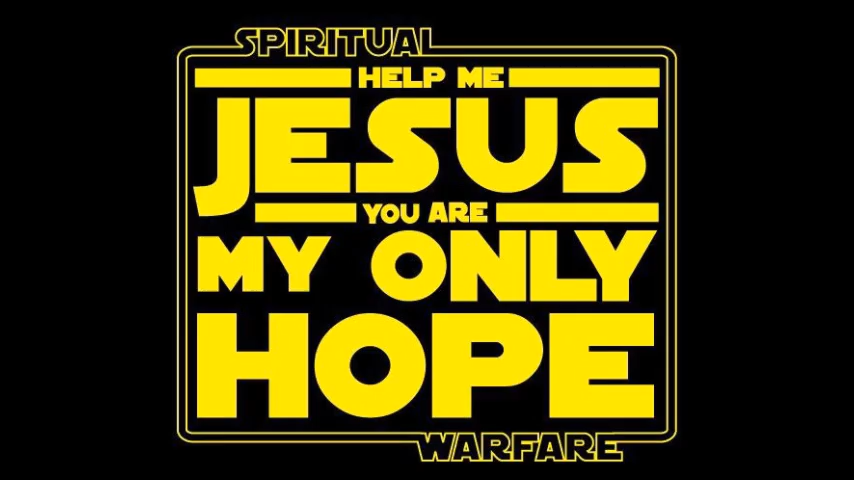 SPIRITUAL
HELP ME
JESUS
YOU ARE
MY ONLY
HOPE
WARFARE